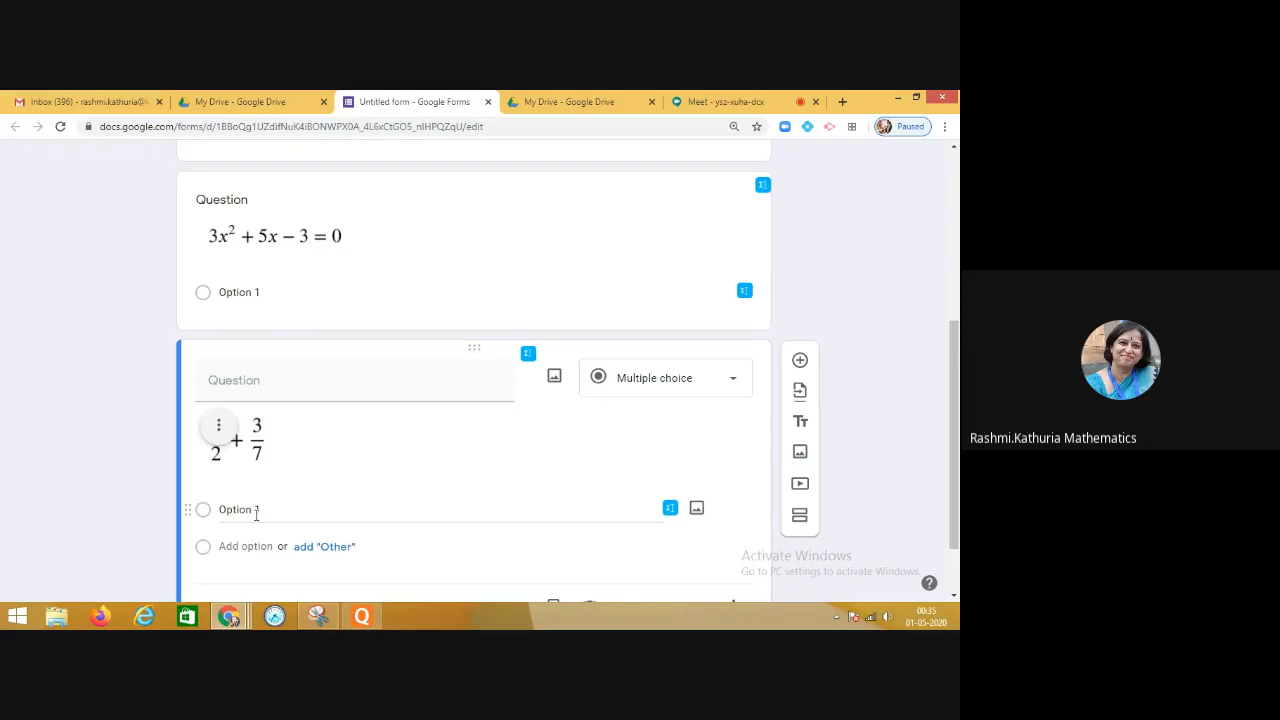 Inbox (396) - rashmi.kathuria@
My Drive - Google Drive
Untitled form - Google Forms
My Drive - Google Drive
Meet - ysz-xuha-dcx
docs.google.com/forms/d/1BBoQg1UZdifNuK4iBONWPX0A_4L6xCtGO5_nIHPQZqU/edit
Paused
Question
3x² + 5x − 3 = 0
Option 1
Question
Multiple choice
+ 3/7
2
Option 1
Add option or add "Other"
Tт
Activate Windows
Go to PC settings to activate Windows.
00:35
01-05-2020
Rashmi.Kathuria Mathematics